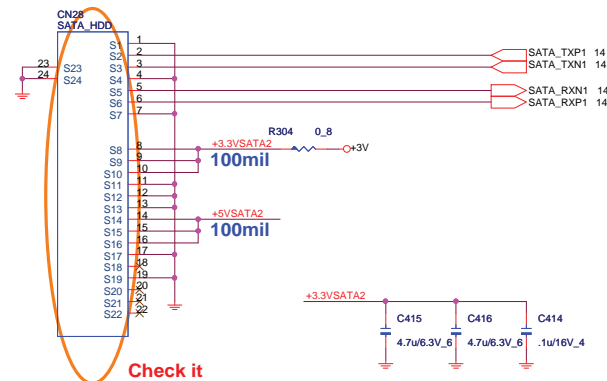 CN28
SATA_HDD
S1 1
S2 2
S3 3
S4 4
S5 5
S6 6
S7 7
23 S23
24 S24
SATA_TXP1 14
SATA_TXN1 14
SATA_RXN1 14
SATA_RXP1 14
S8 8
S9 9
S10 10
S11 11
S12 12
S13 13
S14 14
S15 15
S16 16
S17 17
S18 18
S19 19
S20 20
S21 21
S22 22
+3.3VSATA2
100mil
R304 0_8
+3V
+5VSATA2
100mil
+3.3VSATA2
C415
4.7u/6.3V_6
C416
4.7u/6.3V_6
C414
.1u/16V_4
Check it